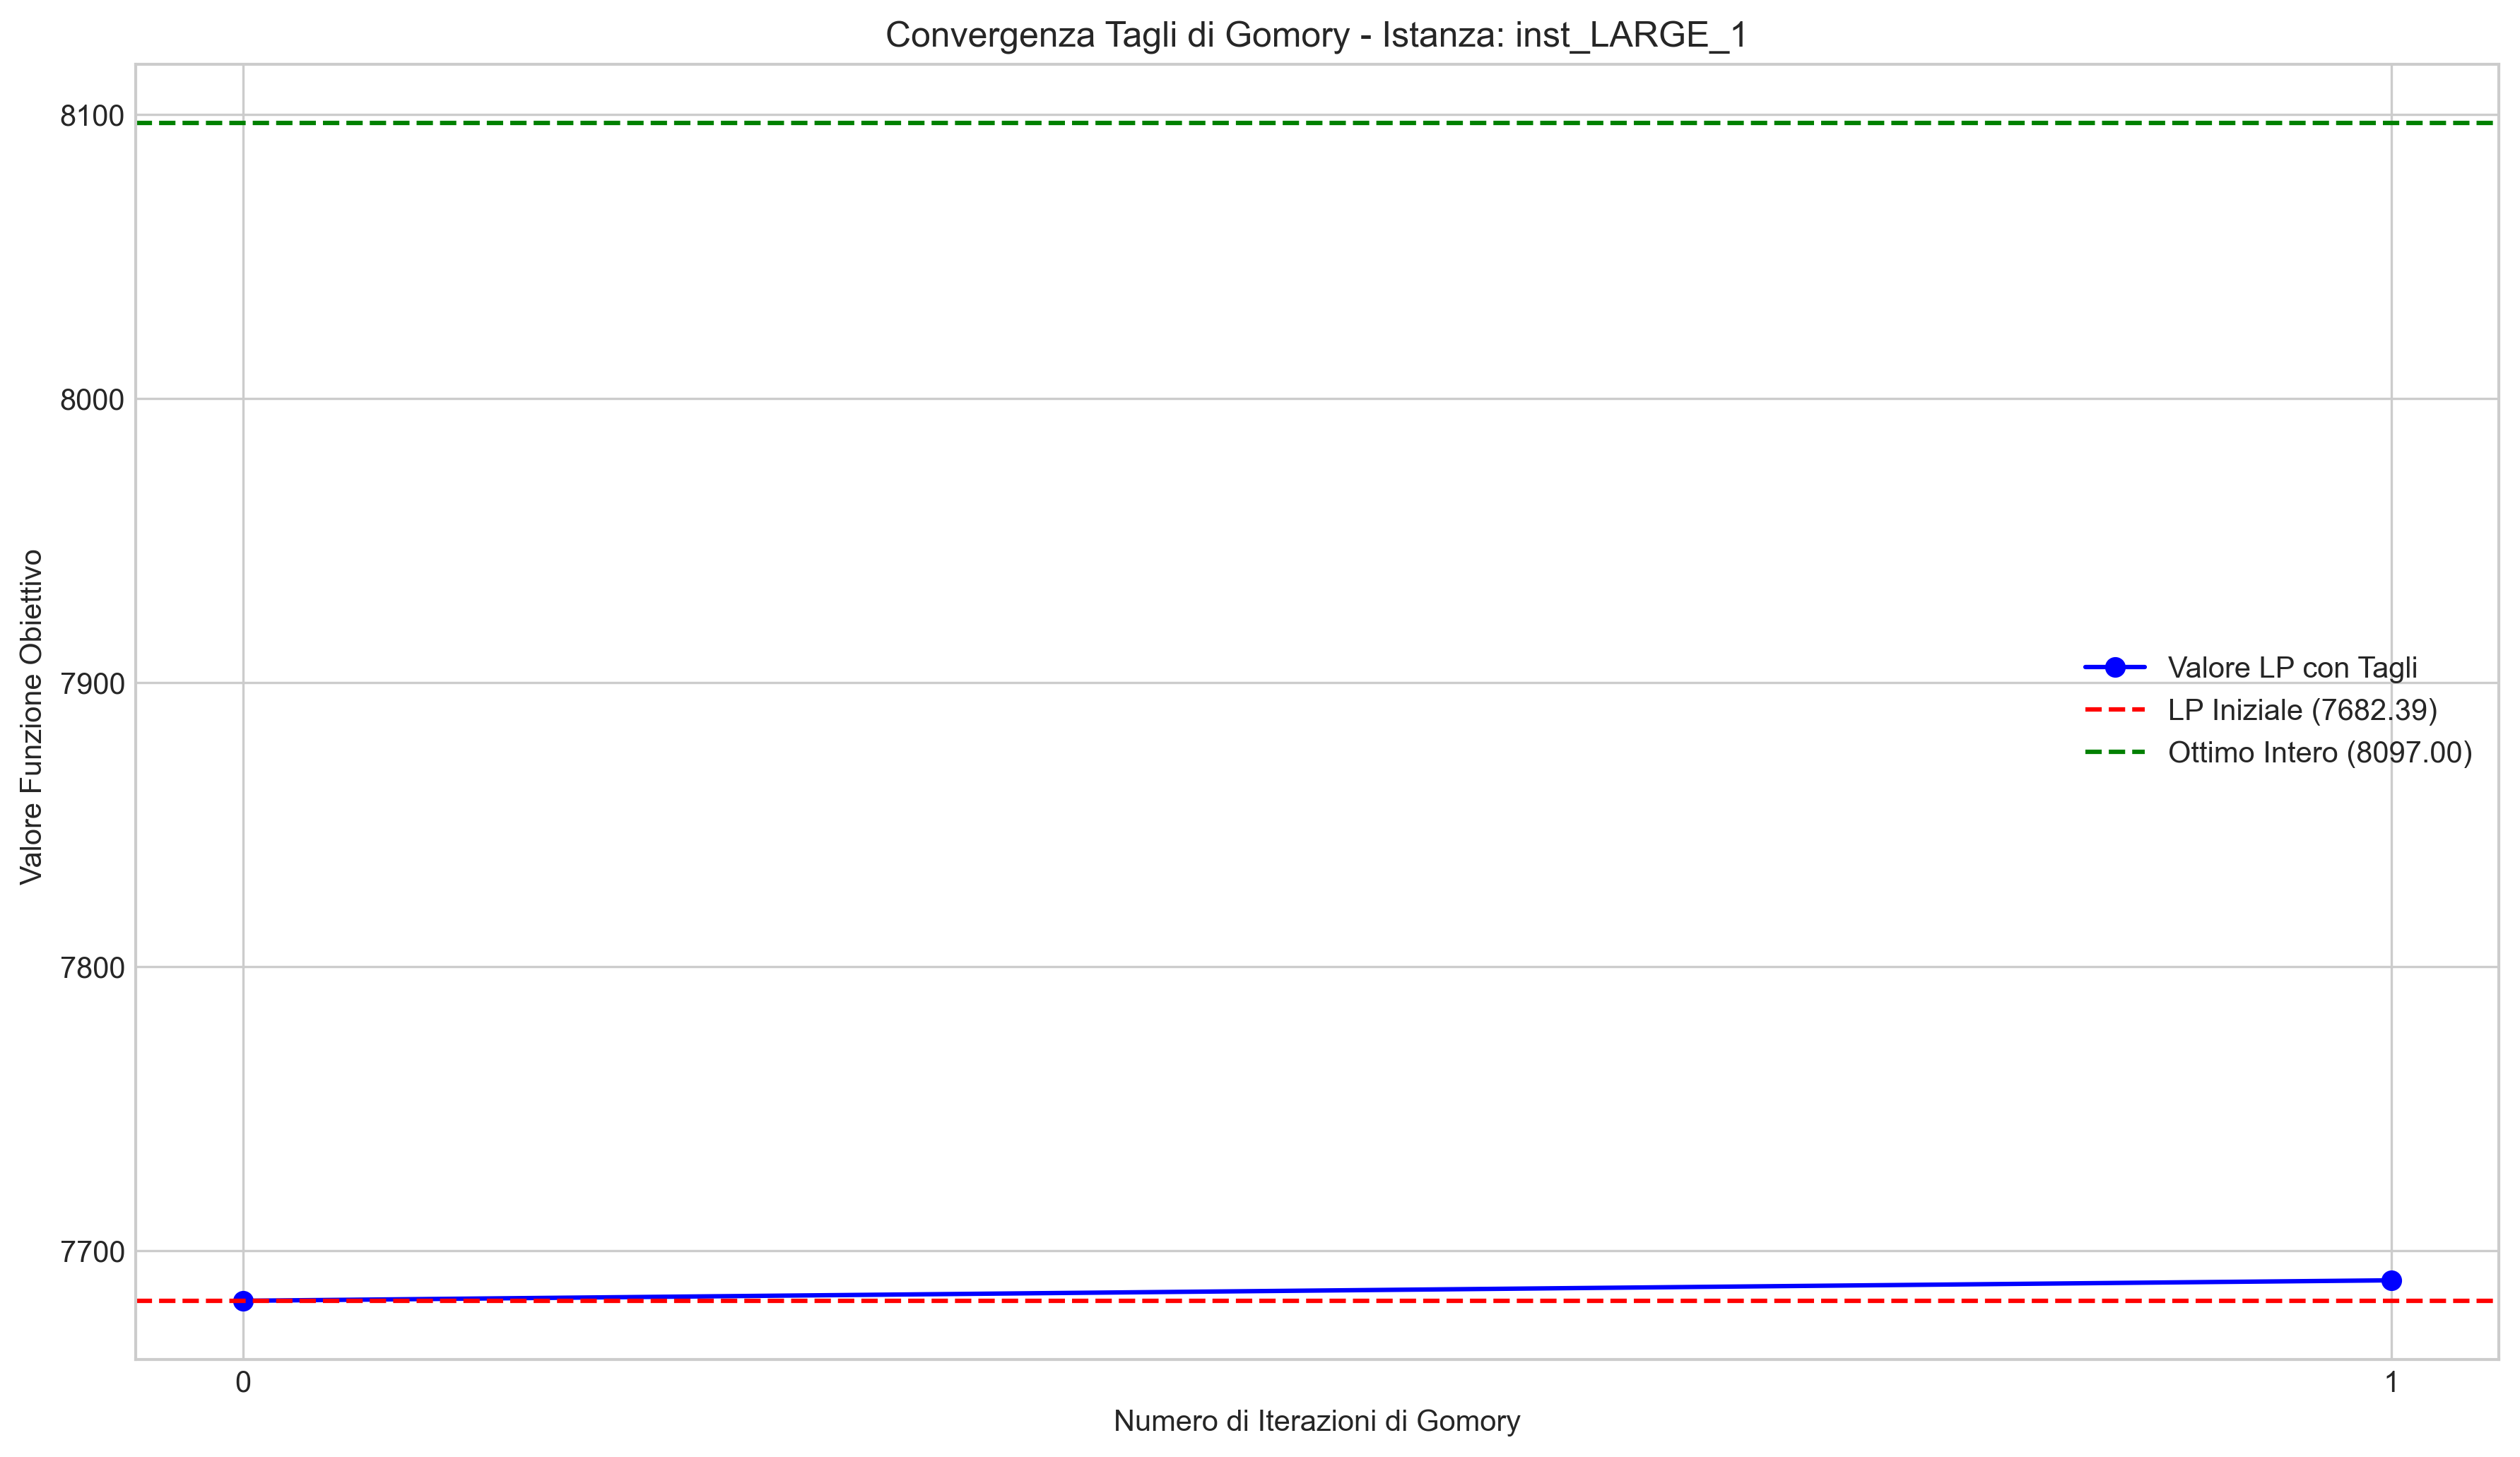 Convergenza Tagli di Gomory - Istanza: inst_LARGE_1
Valore Funzione Obiettivo
8100
8000
7900
7800
7700
Valore LP con Tagli
LP Iniziale (7682.39)
Ottimo Intero (8097.00)
0
1
Numero di Iterazioni di Gomory